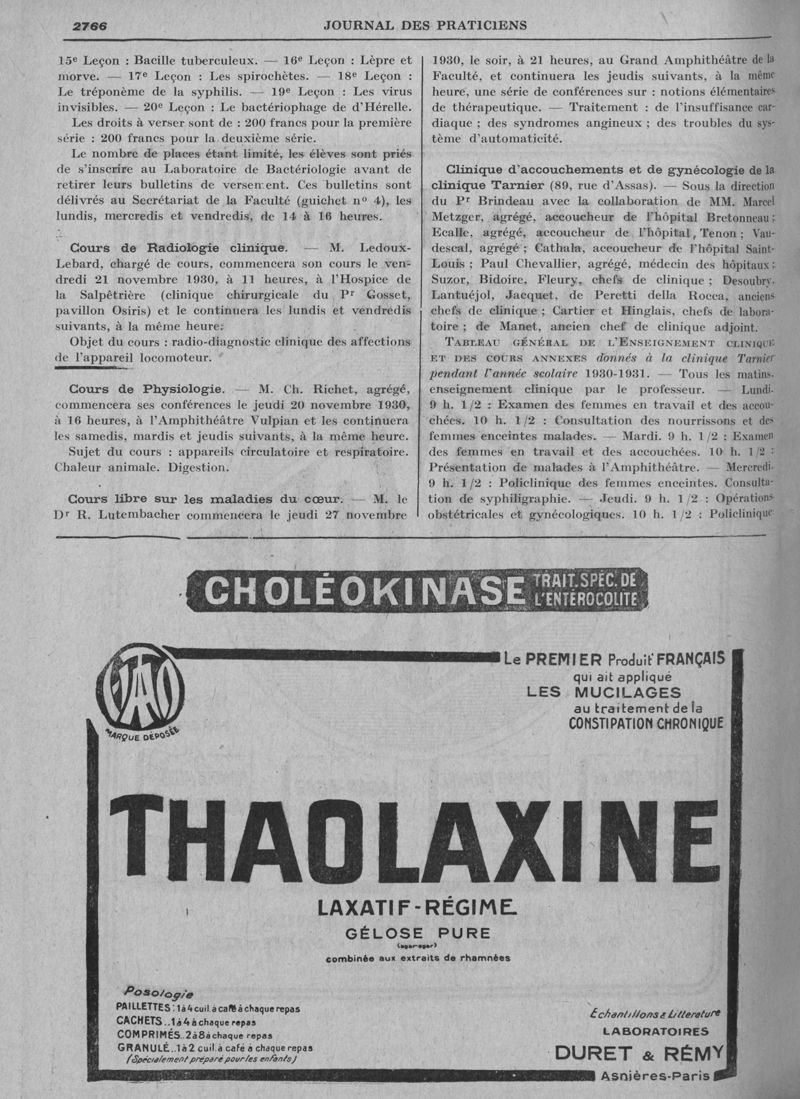 2766
JOURNAL DES PRATICIENS
15e Leçon : Bacille tuberculeux. — 16e Leçon : Lèpre et
morve. — 17e Leçon : Les spirochètes. — 18e Leçon :
Le tréponème de la syphilis. — 19e Leçon : Les virus
invisibles. — 20e Leçon : Le bactériophage de d'Hérelle.
Les droits à verser sont de : 200 francs pour la première
série : 200 francs pour la deuxième série.
Le nombre de places étant limité, les élèves sont priés
de s'inscrire au Laboratoire de Bactériologie avant de
retirer leurs bulletins de versement. Ces bulletins sont
délivrés au Secrétariat de la Faculté (guichet no 4), les
lundis, mercredis et vendredis, de 14 à 16 heures.
Cours de Radiologie clinique. — M. Ledoux-
Lebard, chargé de cours, commencera son cours le ven-
dredi 21 novembre 1930, à 11 heures, à l'Hospice de
la Salpêtrière (clinique chirurgicale du Pr Gosset,
pavillon Osiris) et le continuera les lundis et vendredis
suivants, à la même heure.
Objet du cours : radio-diagnostic clinique des affections
de l'appareil locomoteur.
Cours de Physiologie. — M. Ch. Richet, agrégé,
commencera ses conférences le jeudi 20 novembre 1930,
à 16 heures, à l'Amphithéâtre Vulpian et les continuera
les samedis, mardis et jeudis suivants, à la même heure.
Sujet du cours : appareils circulatoire et respiratoire.
Chaleur animale. Digestion.
Cours libre sur les maladies du cœur. — M. le
Dr R. Lutembacher commencera le jeudi 27 novembre
1930, le soir, à 21 heures, au Grand Amphithéâtre de la
Faculté, et continuera les jeudis suivants, à la même
heure, une série de conférences sur : notions élémentaires
de thérapeutique. — Traitement : de l'insuffisance car-
diaque ; des syndromes angineux ; des troubles du sys-
tème d'automaticité.
Clinique d'accouchements et de gynécologie de la
clinique Tarnier (89, rue d'Assas). — Sous la direction
du Pr Brindeau avec la collaboration de MM. Marcel
Metzger, agrégé, accoucheur de l'hôpital Bretonneau ;
Ecalle, agrégé, accoucheur de l'hôpital, Tenon ; Vau-
descal, agrégé ; Cathala, accoucheur de l'hôpital Saint-
Louis ; Paul Chevallier, agrégé, médecin des hôpitaux ;
Suzor, Bidoire, Fleury, chefs de clinique ; Desoubry,
Lantuéjol, Jacquet, de Peretti della Rocca, anciens
chefs de clinique ; Cartier et Hinglais, chefs de labora-
toire ; de Manet, ancien chef de clinique adjoint.
TABLEAU GÉNÉRAL DE L'ENSEIGNEMENT CLINIQUE
ET DES COURS ANNEXES donnés à la clinique Tarnier
pendant l'année scolaire 1930-1931. — Tous les matins,
enseignement clinique par le professeur. — Lundi.
9 h. 1/2 : Examen des femmes en travail et des accou-
chées. 10 h. 1/2 : Consultation des nourrissons et des
femmes enceintes malades. — Mardi. 9 h. 1/2 : Examen
des femmes en travail et des accouchées. 10 h. 1/2 :
Présentation de malades à l'Amphithéâtre. — Mercredi.
9 h. 1/2 : Policlinique des femmes enceintes. Consulta-
tion de syphiligraphie. — Jeudi. 9 h. 1/2 : Opérations
obstétricales et gynécologiques. 10 h. 1/2 : Policlinique
CHOLÉOKINASE TRAIT. SPÉC. DE
L'ENTÉROCOLITE
MARQUE DÉPOSÉE
Le PREMIER Produit FRANÇAIS
qui ait appliqué
LES MUCILAGES
au traitement de la
CONSTIPATION CHRONIQUE
THAOLAXINE
LAXATIF-RÉGIME
GÉLOSE PURE
(agar-agar)
combinée aux extraits de rhamnées
Posologie
PAILLETTES : 1 à 4 cuil. à café à chaque repas
CACHETS .. 1 à 4 à chaque repas
COMPRIMÉS .. 2 à 8 à chaque repas
GRANULÉ .. 1 à 2 cuil. à café à chaque repas
(Spécialement préparé pour les enfants)
Échantillons & Litterature
LABORATOIRES
DURET & RÉMY
Asnières-Paris